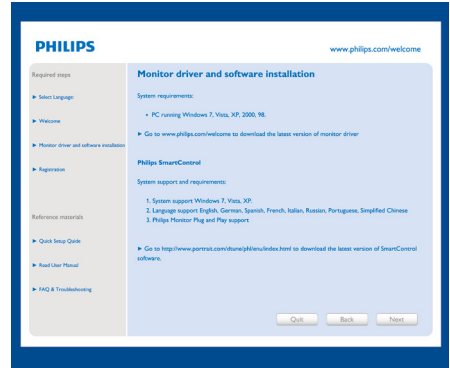 PHILIPS
www.philips.com/welcome
Required steps
► Select Language:
► Welcome
► Monitor driver and software installation
► Registration
Reference materials
► Quick Setup Quide
► Read User Manual
► FAQ & Troubleshooting
Monitor driver and software installation
System requirements:
• PC running Windows 7, Vista, XP, 2000, 98.
► Go to www.philips.com/welcome to download the latest version of monitor driver
Philips SmartControl
System support and requirements:
1. System support Windows 7, Vista, XP.
2. Language support English, German, Spanish, French, Italian, Russian, Portuguese, Simplified Chinese
3. Philips Monitor Plug and Play support
► Go to http://www.portrait.com/dtune/phl/enu/index.html to download the latest version of SmartControl
software.
Quit
Back
Next